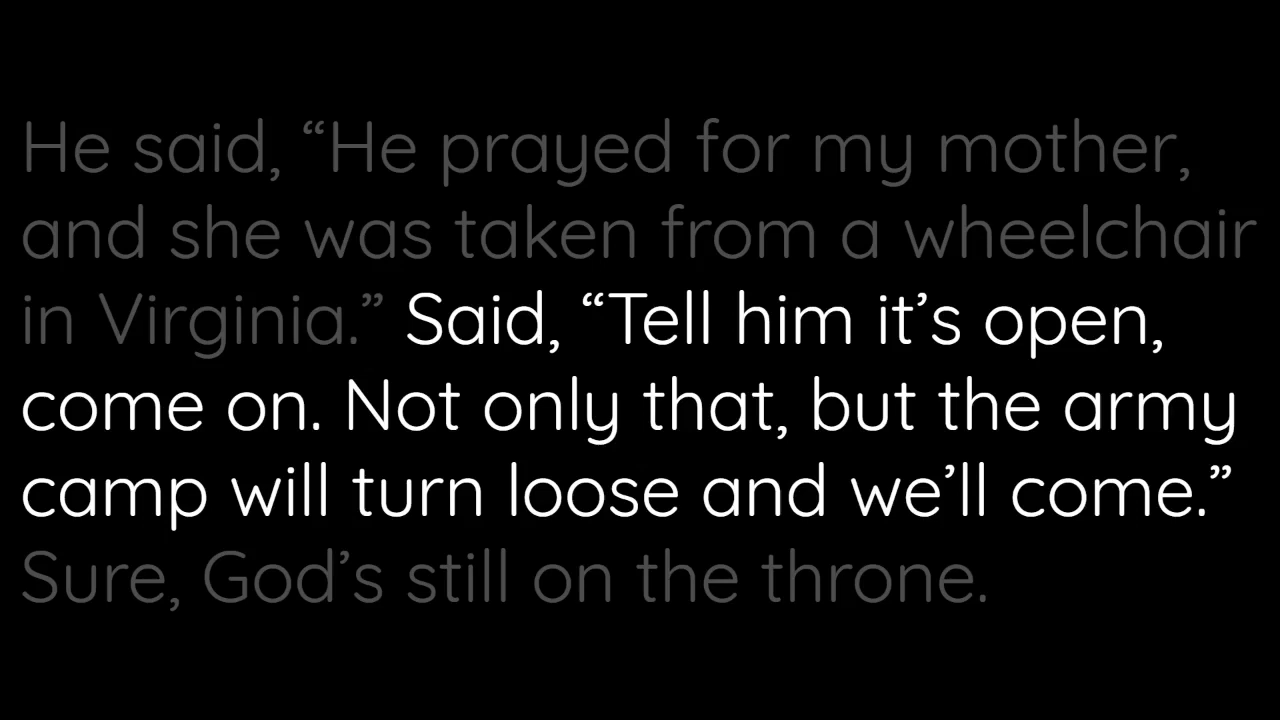 He said, “He prayed for my mother,
and she was taken from a wheelchair
in Virginia.” Said, “Tell him it’s open,
come on. Not only that, but the army
camp will turn loose and we’ll come.”
Sure, God’s still on the throne.